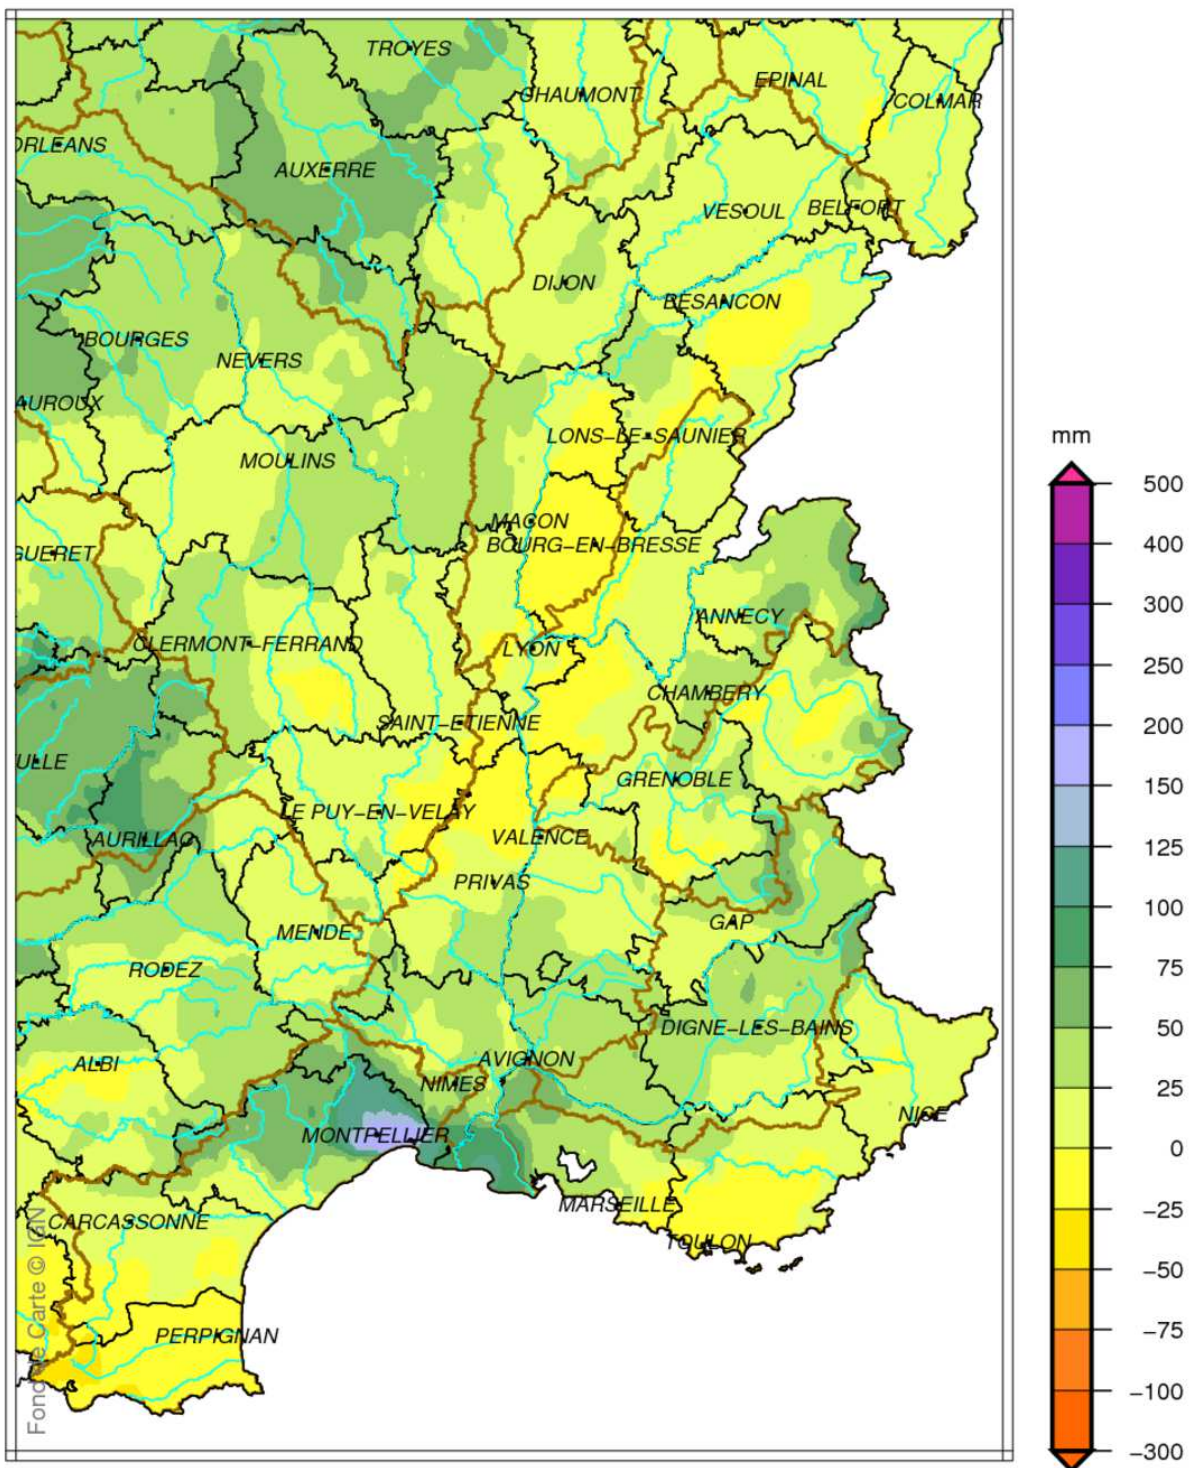 TROYES
CHAUMONT
EPINAL
COLMAR
ORLEANS
AUXERRE
VESOUL
BELFORT
DIJON
BESANCON
BOURGES
NEVERS
AUROUX
LONS-LE-SAUNIER
MOULINS
MACON
BOURG-EN-BRESSE
GUERET
ANNECY
CLERMONT-FERRAND
LYON
CHAMBERY
SAINT-ETIENNE
ULLE
GRENOBLE
LE PUY-EN-VELAY
AURILLAC
VALENCE
PRIVAS
GAP
MENDE
RODEZ
DIGNE-LES-BAINS
ALBI
AVIGNON
NIMES
NICE
MONTPELLIER
MARSEILLE
CARCASSONNE
TOULON
PERPIGNAN
Fond de Carte © IGN
mm
500
400
300
250
200
150
125
100
75
50
25
0
-25
-50
-75
-100
-300